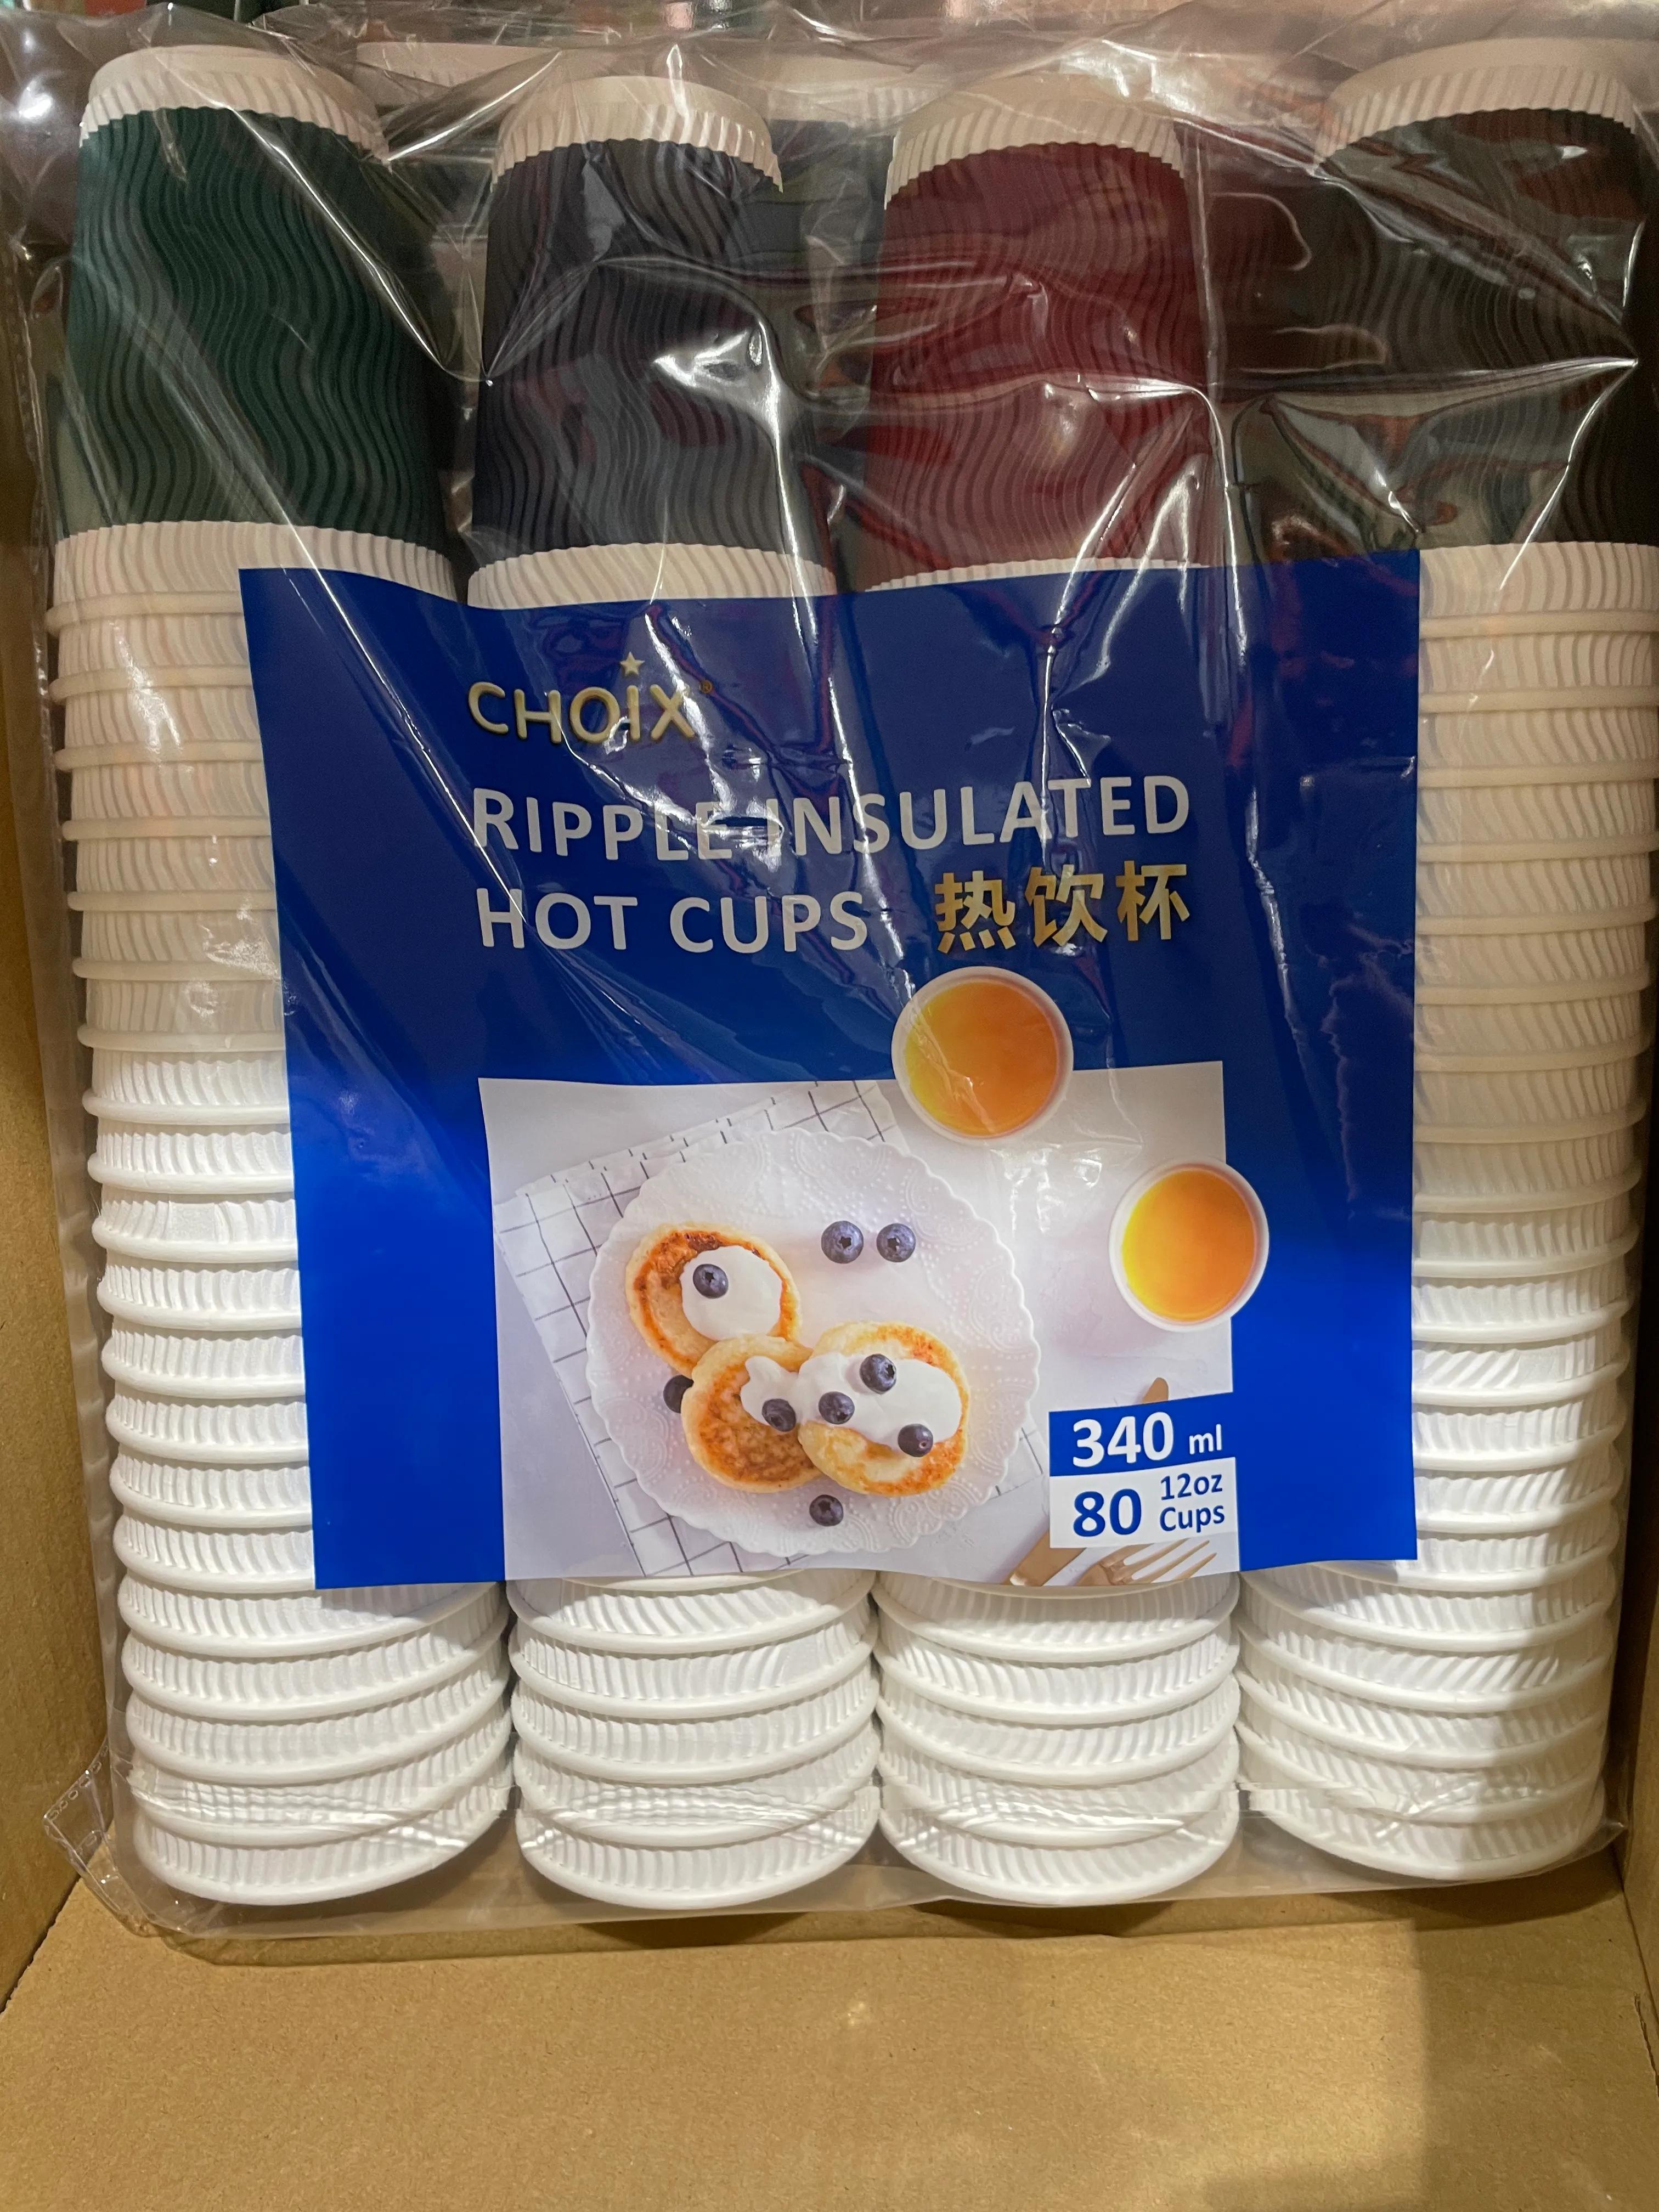 CHOiX®
RIPPLE INSULATED
HOT CUPS 热饮杯
340 ml
80 12oz Cups